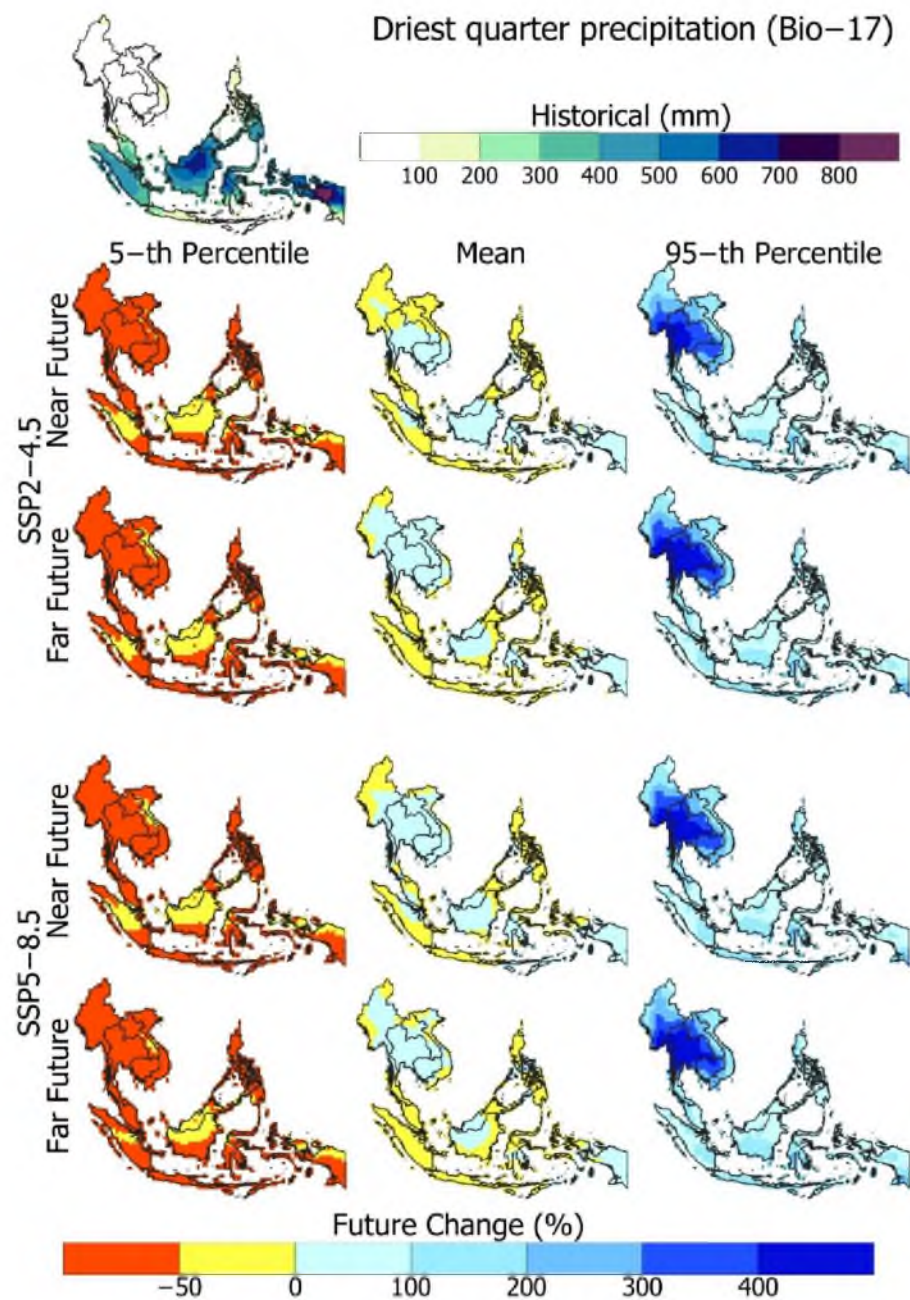 Driest quarter precipitation (Bio−17)
Historical (mm)
100 200 300 400 500 600 700 800
5−th Percentile Mean 95−th Percentile
SSP2−4.5
Near Future
Far Future
SSP5−8.5
Near Future
Far Future
Future Change (%)
−50 0 100 200 300 400